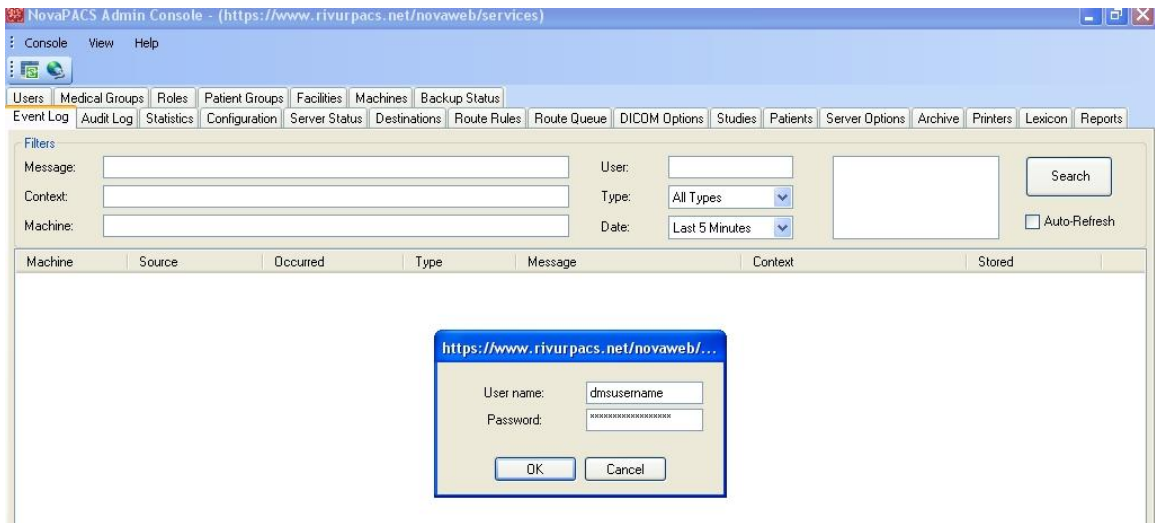 NovaPACS Admin Console - (https://www.rivurpacs.net/novaweb/services)
Console View Help
Users Medical Groups Roles Patient Groups Facilities Machines Backup Status
Event Log Audit Log Statistics Configuration Server Status Destinations Route Rules Route Queue DICOM Options Studies Patients Server Options Archive Printers Lexicon Reports
Filters
Message: User: Search
Context: Type: All Types
Machine: Date: Last 5 Minutes Auto-Refresh
Machine Source Occurred Type Message Context Stored
https://www.rivurpacs.net/novaweb/...
User name: dmsusername
Password: *****************
OK Cancel